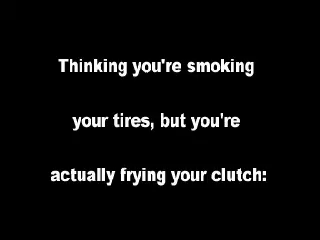 Thinking you're smoking
your tires, but you're
actually frying your clutch: